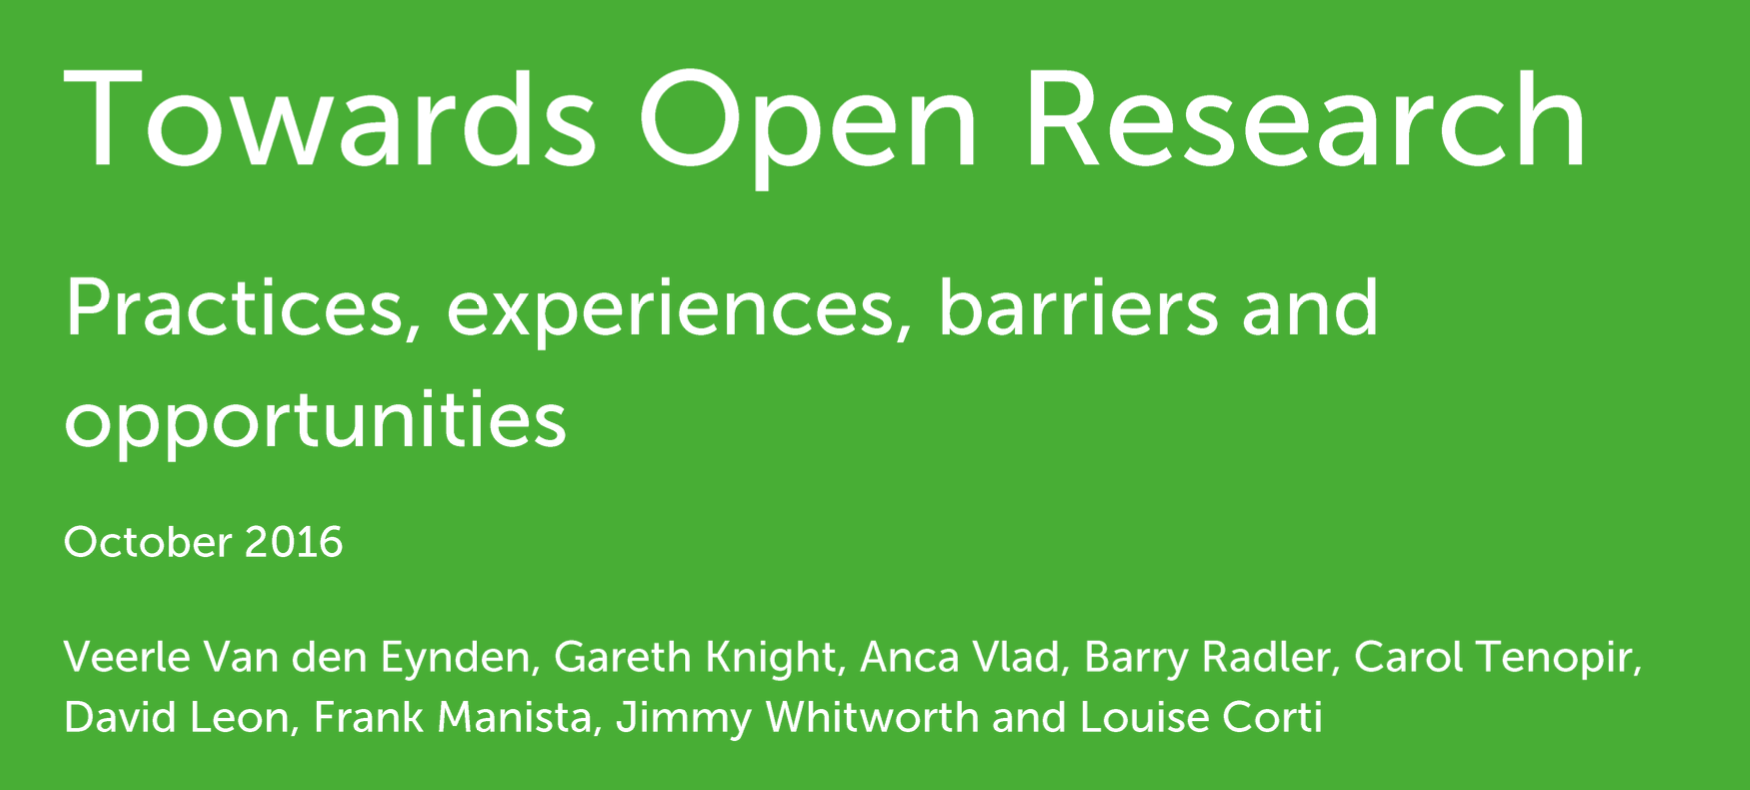 Towards Open Research
Practices, experiences, barriers and
opportunities
October 2016
Veerle Van den Eynden, Gareth Knight, Anca Vlad, Barry Radler, Carol Tenopir,
David Leon, Frank Manista, Jimmy Whitworth and Louise Corti